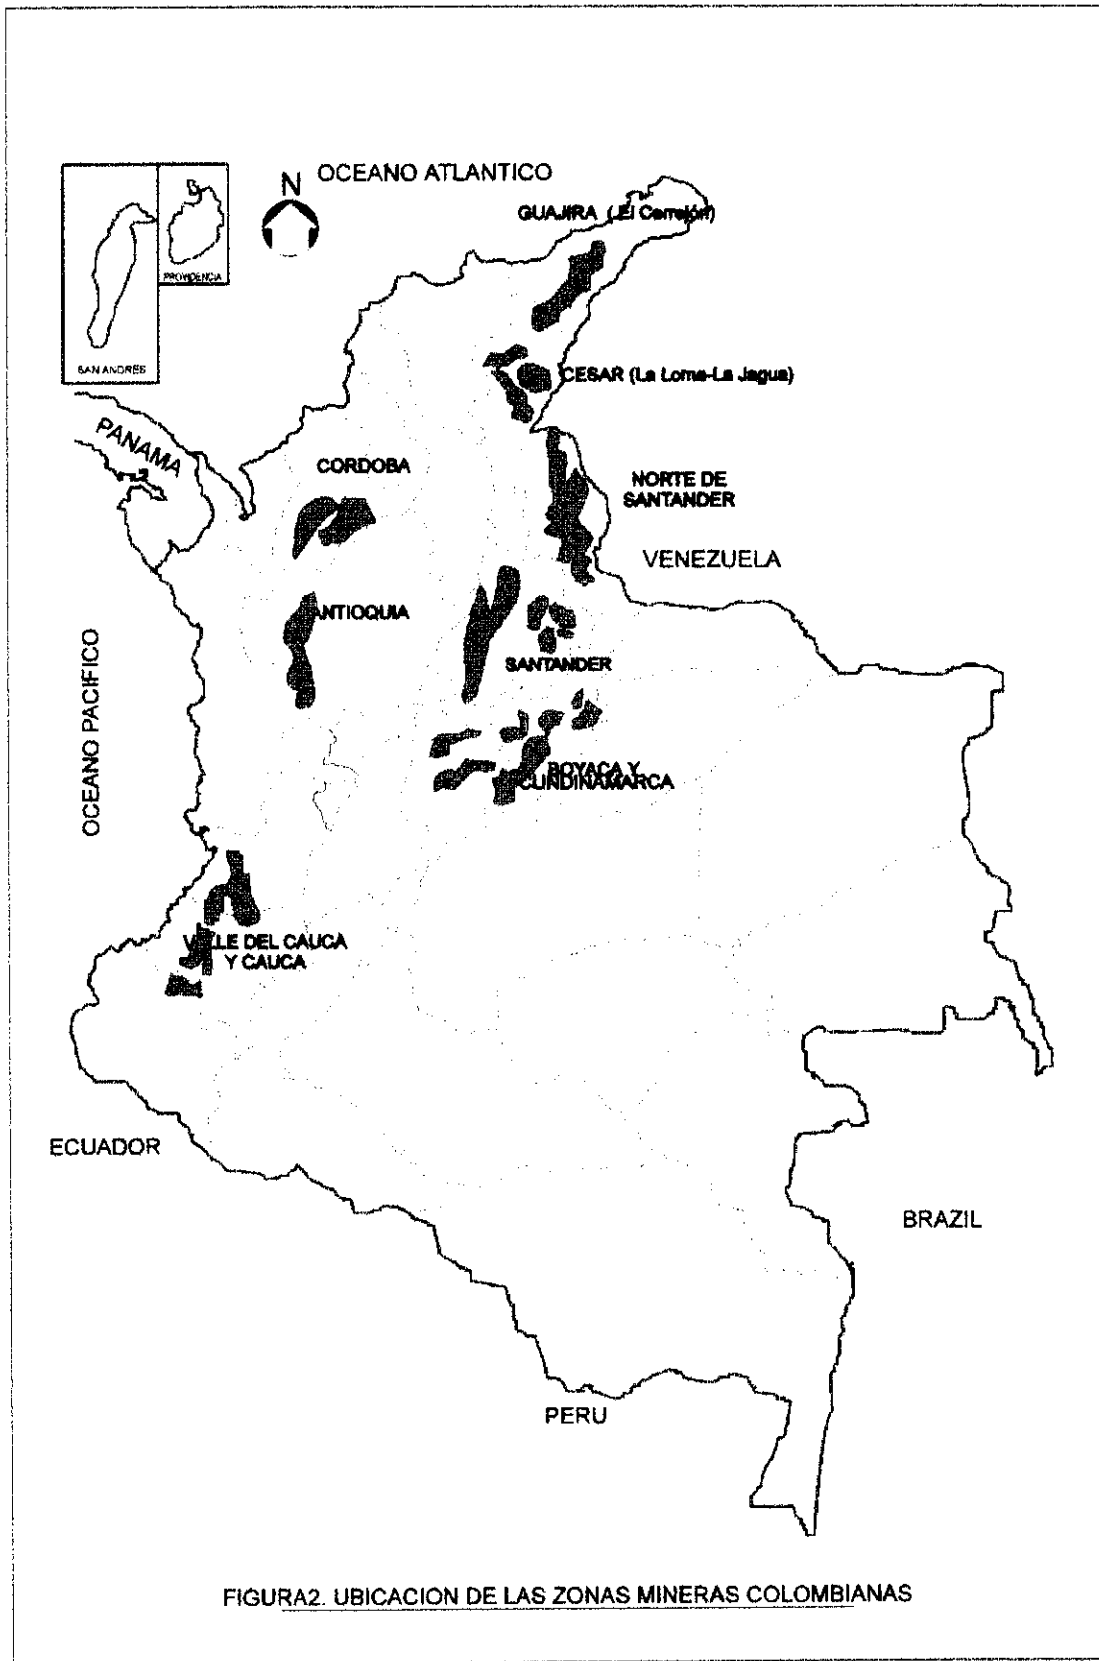 OCEANO ATLANTICO
N
GUAJIRA ( El Cerrejón)
PROVIDENCIA
SAN ANDRES
CESAR (La Loma-La Jagua)
PANAMA
CORDOBA
NORTE DE
SANTANDER
VENEZUELA
ANTIOQUIA
SANTANDER
OCEANO PACIFICO
BOYACA Y
CUNDINAMARCA
VALLE DEL CAUCA
Y CAUCA
ECUADOR
BRAZIL
PERU
FIGURA2. UBICACION DE LAS ZONAS MINERAS COLOMBIANAS